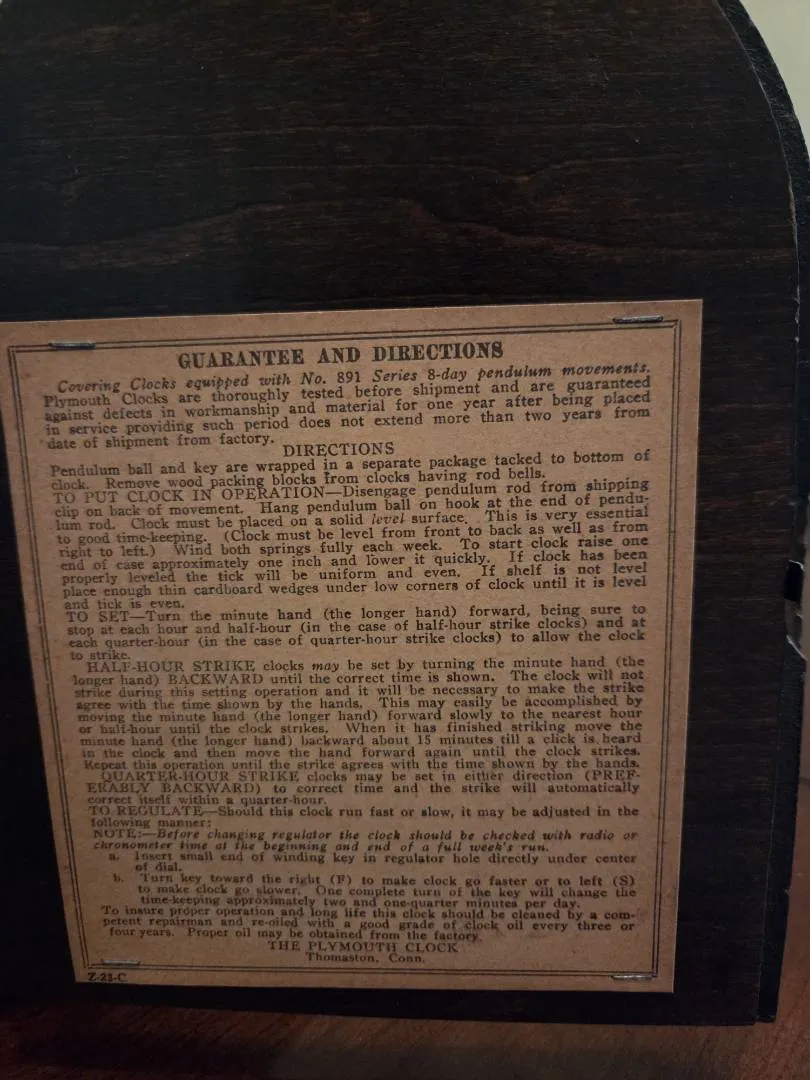 GUARANTEE AND DIRECTIONS
Covering Clocks equipped with No. 891 Series 8-day pendulum movements.
Plymouth Clocks are thoroughly tested before shipment and are guaranteed
against defects in workmanship and material for one year after being placed
in service providing such period does not extend more than two years from
date of shipment from factory.
DIRECTIONS
Pendulum ball and key are wrapped in a separate package tacked to bottom of
clock. Remove wood packing blocks from clocks having rod bells.
TO PUT CLOCK IN OPERATION—Disengage pendulum rod from shipping
clip on back of movement. Hang pendulum ball on hook at the end of pendu-
lum rod. Clock must be placed on a solid level surface. This is very essential
to good time-keeping. (Clock must be level from front to back as well as from
right to left.) Wind both springs fully each week. To start clock raise one
end of case approximately one inch and lower it quickly. If clock has been
properly leveled the tick will be uniform and even. If shelf is not level
place enough thin cardboard wedges under low corners of clock until it is level
and tick is even.
TO SET—Turn the minute hand (the longer hand) forward, being sure to
stop at each hour and half-hour (in the case of half-hour strike clocks) and at
each quarter-hour (in the case of quarter-hour strike clocks) to allow the clock
to strike.
HALF-HOUR STRIKE clocks may be set by turning the minute hand (the
longer hand) BACKWARD until the correct time is shown. The clock will not
strike during this setting operation and it will be necessary to make the strike
agree with the time shown by the hands. This may easily be accomplished by
moving the minute hand (the longer hand) forward slowly to the nearest hour
or half-hour until the clock strikes. When it has finished striking move the
minute hand (the longer hand) backward about 15 minutes till a click is heard
in the clock and then move the hand forward again until the clock strikes.
Repeat this operation until the strike agrees with the time shown by the hands.
QUARTER-HOUR STRIKE clocks may be set in either direction (PREF-
ERABLY BACKWARD) to correct time and the strike will automatically
correct itself within a quarter-hour.
TO REGULATE—Should this clock run fast or slow, it may be adjusted in the
following manner:
NOTE:—Before changing regulator the clock should be checked with radio or
chronometer time at the beginning and end of a full week's run.
a. Insert small end of winding key in regulator hole directly under center
of dial.
b. Turn key toward the right (F) to make clock go faster or to left (S)
to make clock go slower. One complete turn of the key will change the
time-keeping approximately two and one-quarter minutes per day.
To insure proper operation and long life this clock should be cleaned by a com-
petent repairman and re-oiled with a good grade of clock oil every three or
four years. Proper oil may be obtained from the factory.
THE PLYMOUTH CLOCK
Thomaston, Conn.
Z-23-C